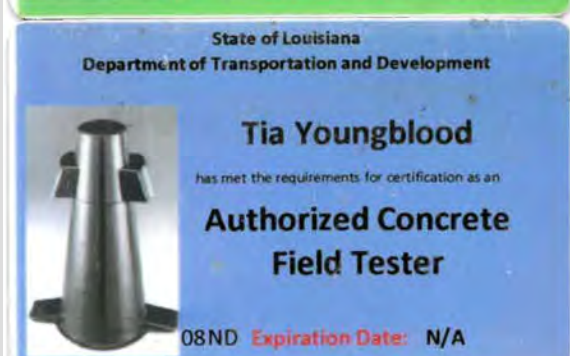 State of Louisiana
Department of Transportation and Development
Tia Youngblood
has met the requirements for certification as an
Authorized Concrete
Field Tester
08ND Expiration Date: N/A